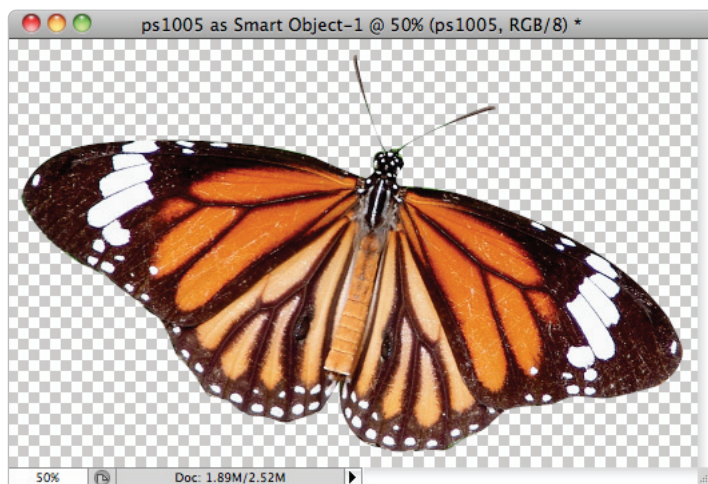 ps1005 as Smart Object-1 @ 50% (ps1005, RGB/8) *
50% Doc: 1.89M/2.52M